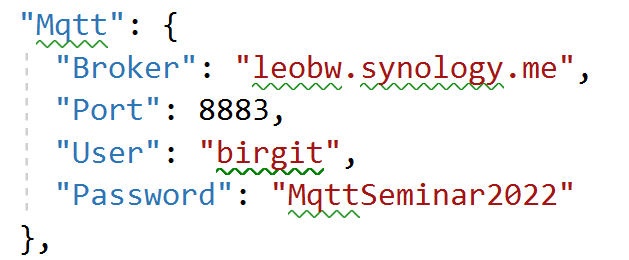 "Mqtt": {
"Broker": "leobw.synology.me",
"Port": 8883,
"User": "birgit",
"Password": "MqttSeminar2022"
},